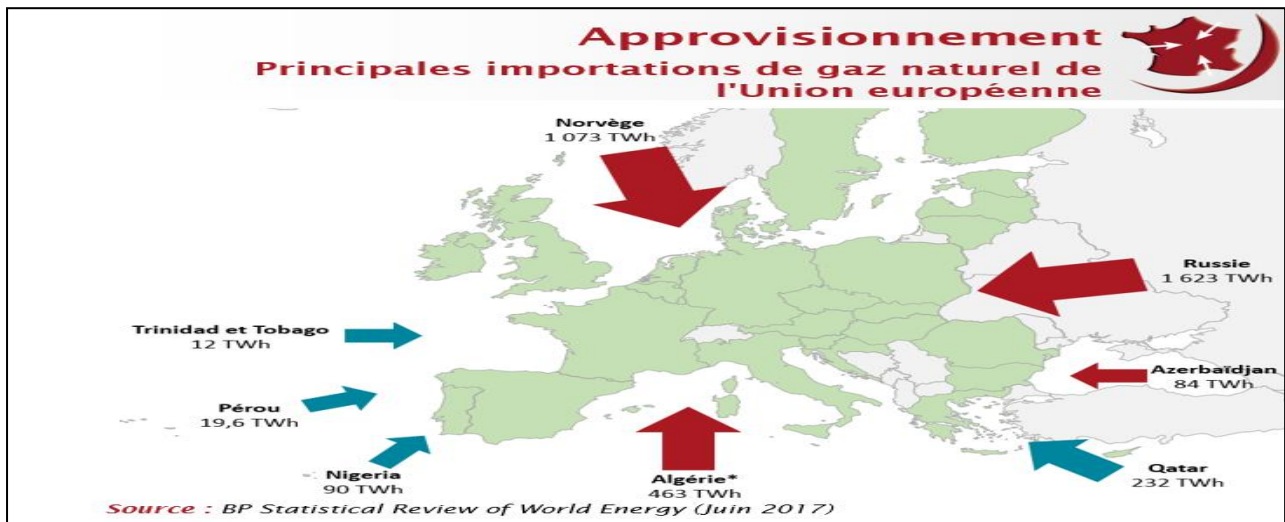 Approvisionnement
Principales importations de gaz naturel de
l'Union européenne
Norvège
1 073 TWh
Russie
1 623 TWh
Trinidad et Tobago
12 TWh
Azerbaïdjan
84 TWh
Pérou
19,6 TWh
Nigeria
90 TWh
Algérie*
463 TWh
Qatar
232 TWh
Source : BP Statistical Review of World Energy (Juin 2017)